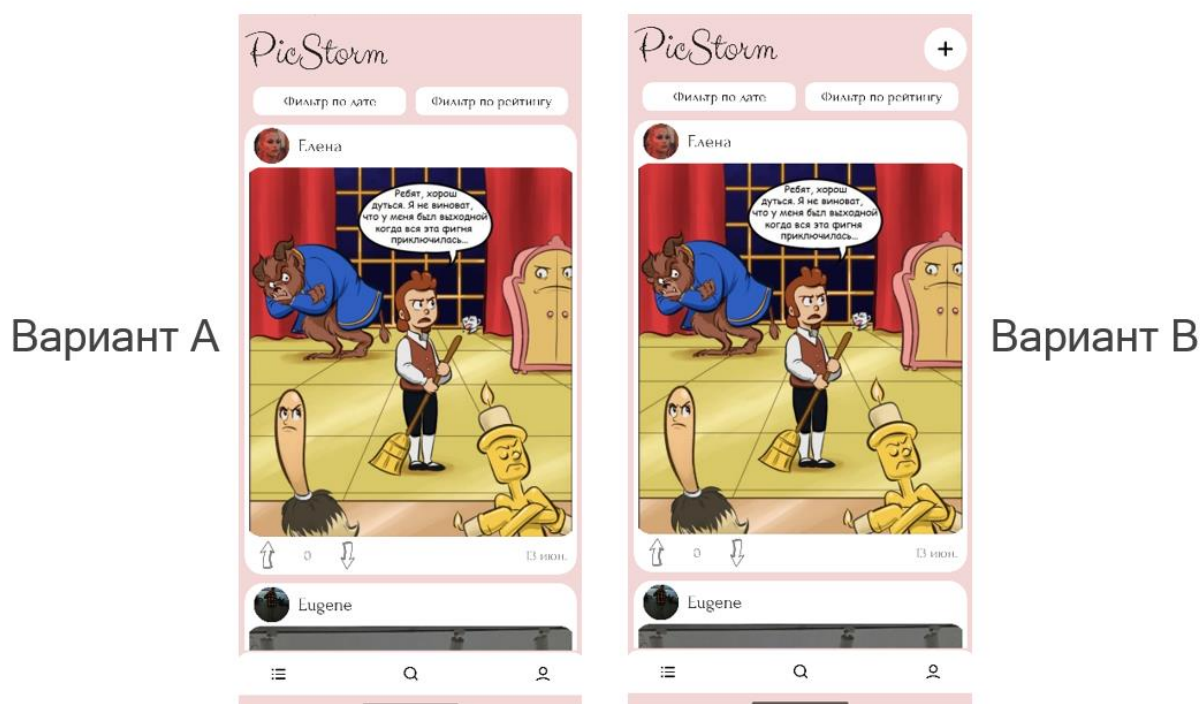 PicStorm
Фильтр по дате
Фильтр по рейтингу
Елена
Ребят, хорош
дуться. Я не виноват,
что у меня был выходной
когда вся эта фигня
приключилась...
0
13 июн.
Eugene
Вариант А
PicStorm
+
Фильтр по дате
Фильтр по рейтингу
Елена
Ребят, хорош
дуться. Я не виноват,
что у меня был выходной
когда вся эта фигня
приключилась...
0
13 июн.
Eugene
Вариант В